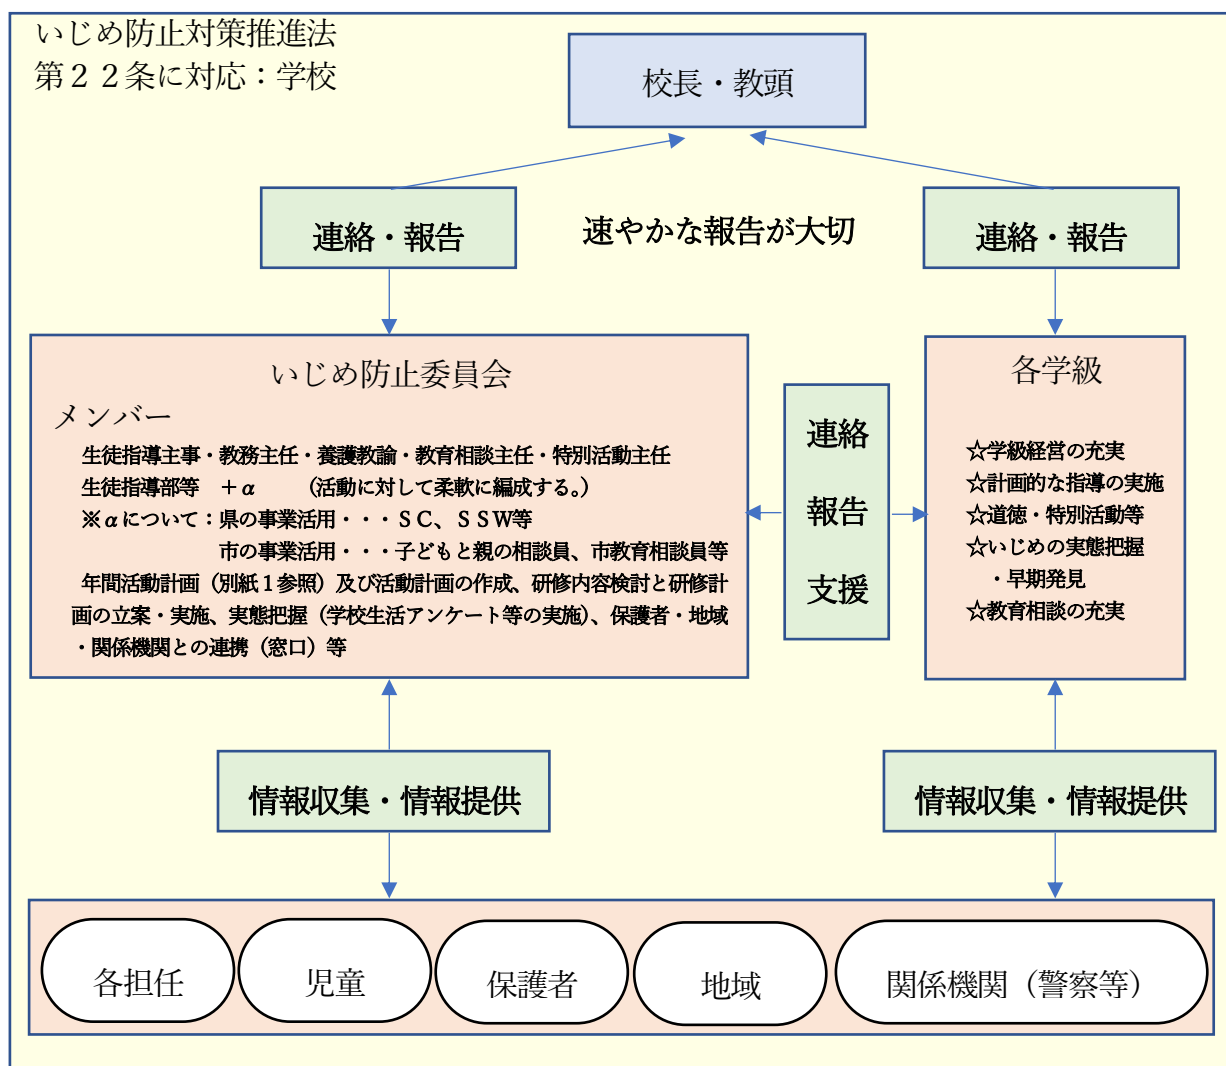 いじめ防止対策推進法
第２２条に対応：学校
校長・教頭
連絡・報告
速やかな報告が大切
連絡・報告
いじめ防止委員会
メンバー
生徒指導主事・教務主任・養護教諭・教育相談主任・特別活動主任
生徒指導部等　＋α　　（活動に対して柔軟に編成する。）
※αについて：県の事業活用・・・ＳＣ、ＳＳＷ等
市の事業活用・・・子どもと親の相談員、市教育相談員等
年間活動計画（別紙１参照）及び活動計画の作成、研修内容検討と研修計
画の立案・実施、実態把握（学校生活アンケート等の実施）、保護者・地域
・関係機関との連携（窓口）等
連絡
報告
支援
各学級
☆学級経営の充実
☆計画的な指導の実施
☆道徳・特別活動等
☆いじめの実態把握
・早期発見
☆教育相談の充実
情報収集・情報提供
情報収集・情報提供
各担任
児童
保護者
地域
関係機関（警察等）